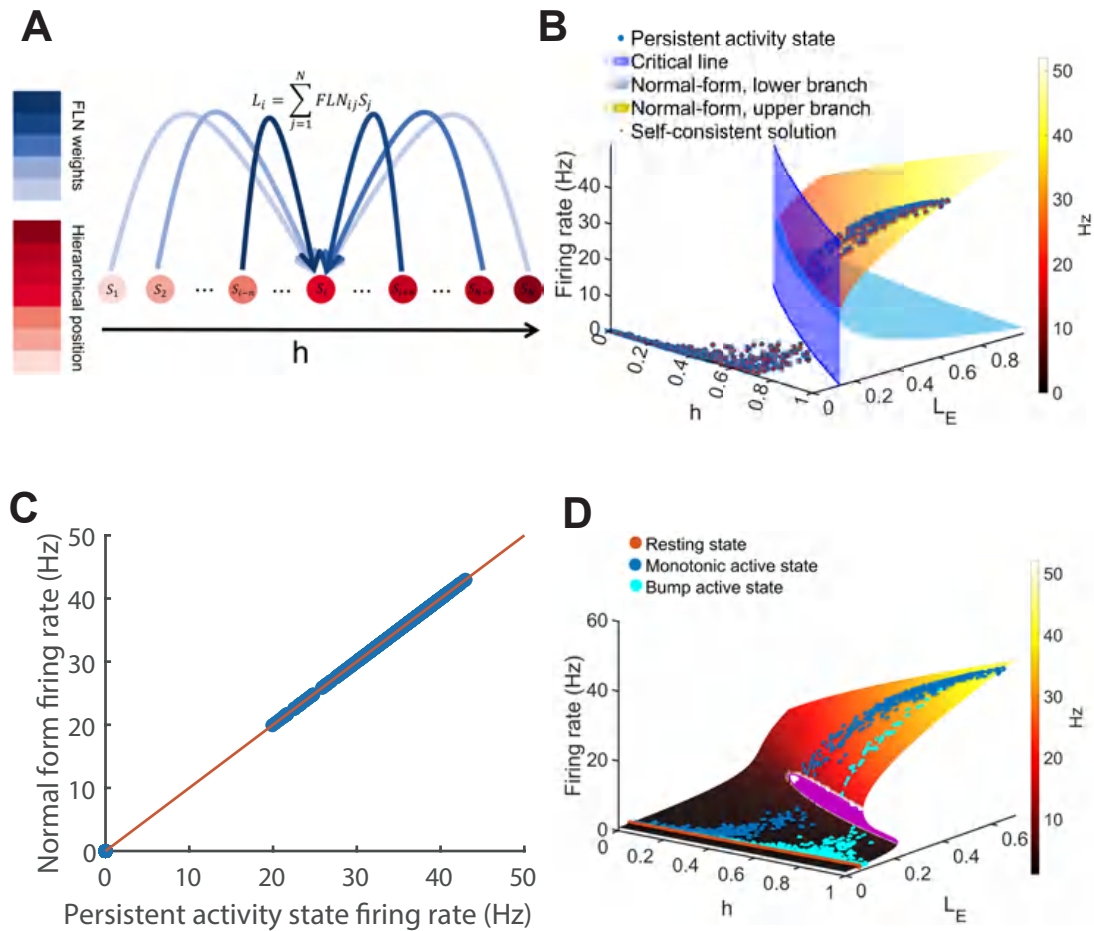 A
FLN weights
Hierarchical position
L_i = \sum_{j=1}^{N} FLN_{ij}S_j
S_1
S_2
...
S_{i-n}
...
S_i
...
...
h
B
Persistent activity state
Critical line
Normal-form, lower branch
Normal-form, upper branch
Self-consistent solution
Firing rate (Hz)
40
30
20
10
0
0
0.2
0.4
0.6
0.8
1
h
0
0.2
0.4
0.6
0.8
L_E
50
40
30
20
10
0
Hz
C
Normal form firing rate (Hz)
50
40
30
20
10
0
0
10
20
30
40
50
Persistent activity state firing rate (Hz)
D
Resting state
Monotonic active state
Bump active state
Firing rate (Hz)
60
40
20
0
0
0.2
0.4
0.6
0.8
1
h
0
0.2
0.4
0.6
L_E
50
40
30
20
10
Hz